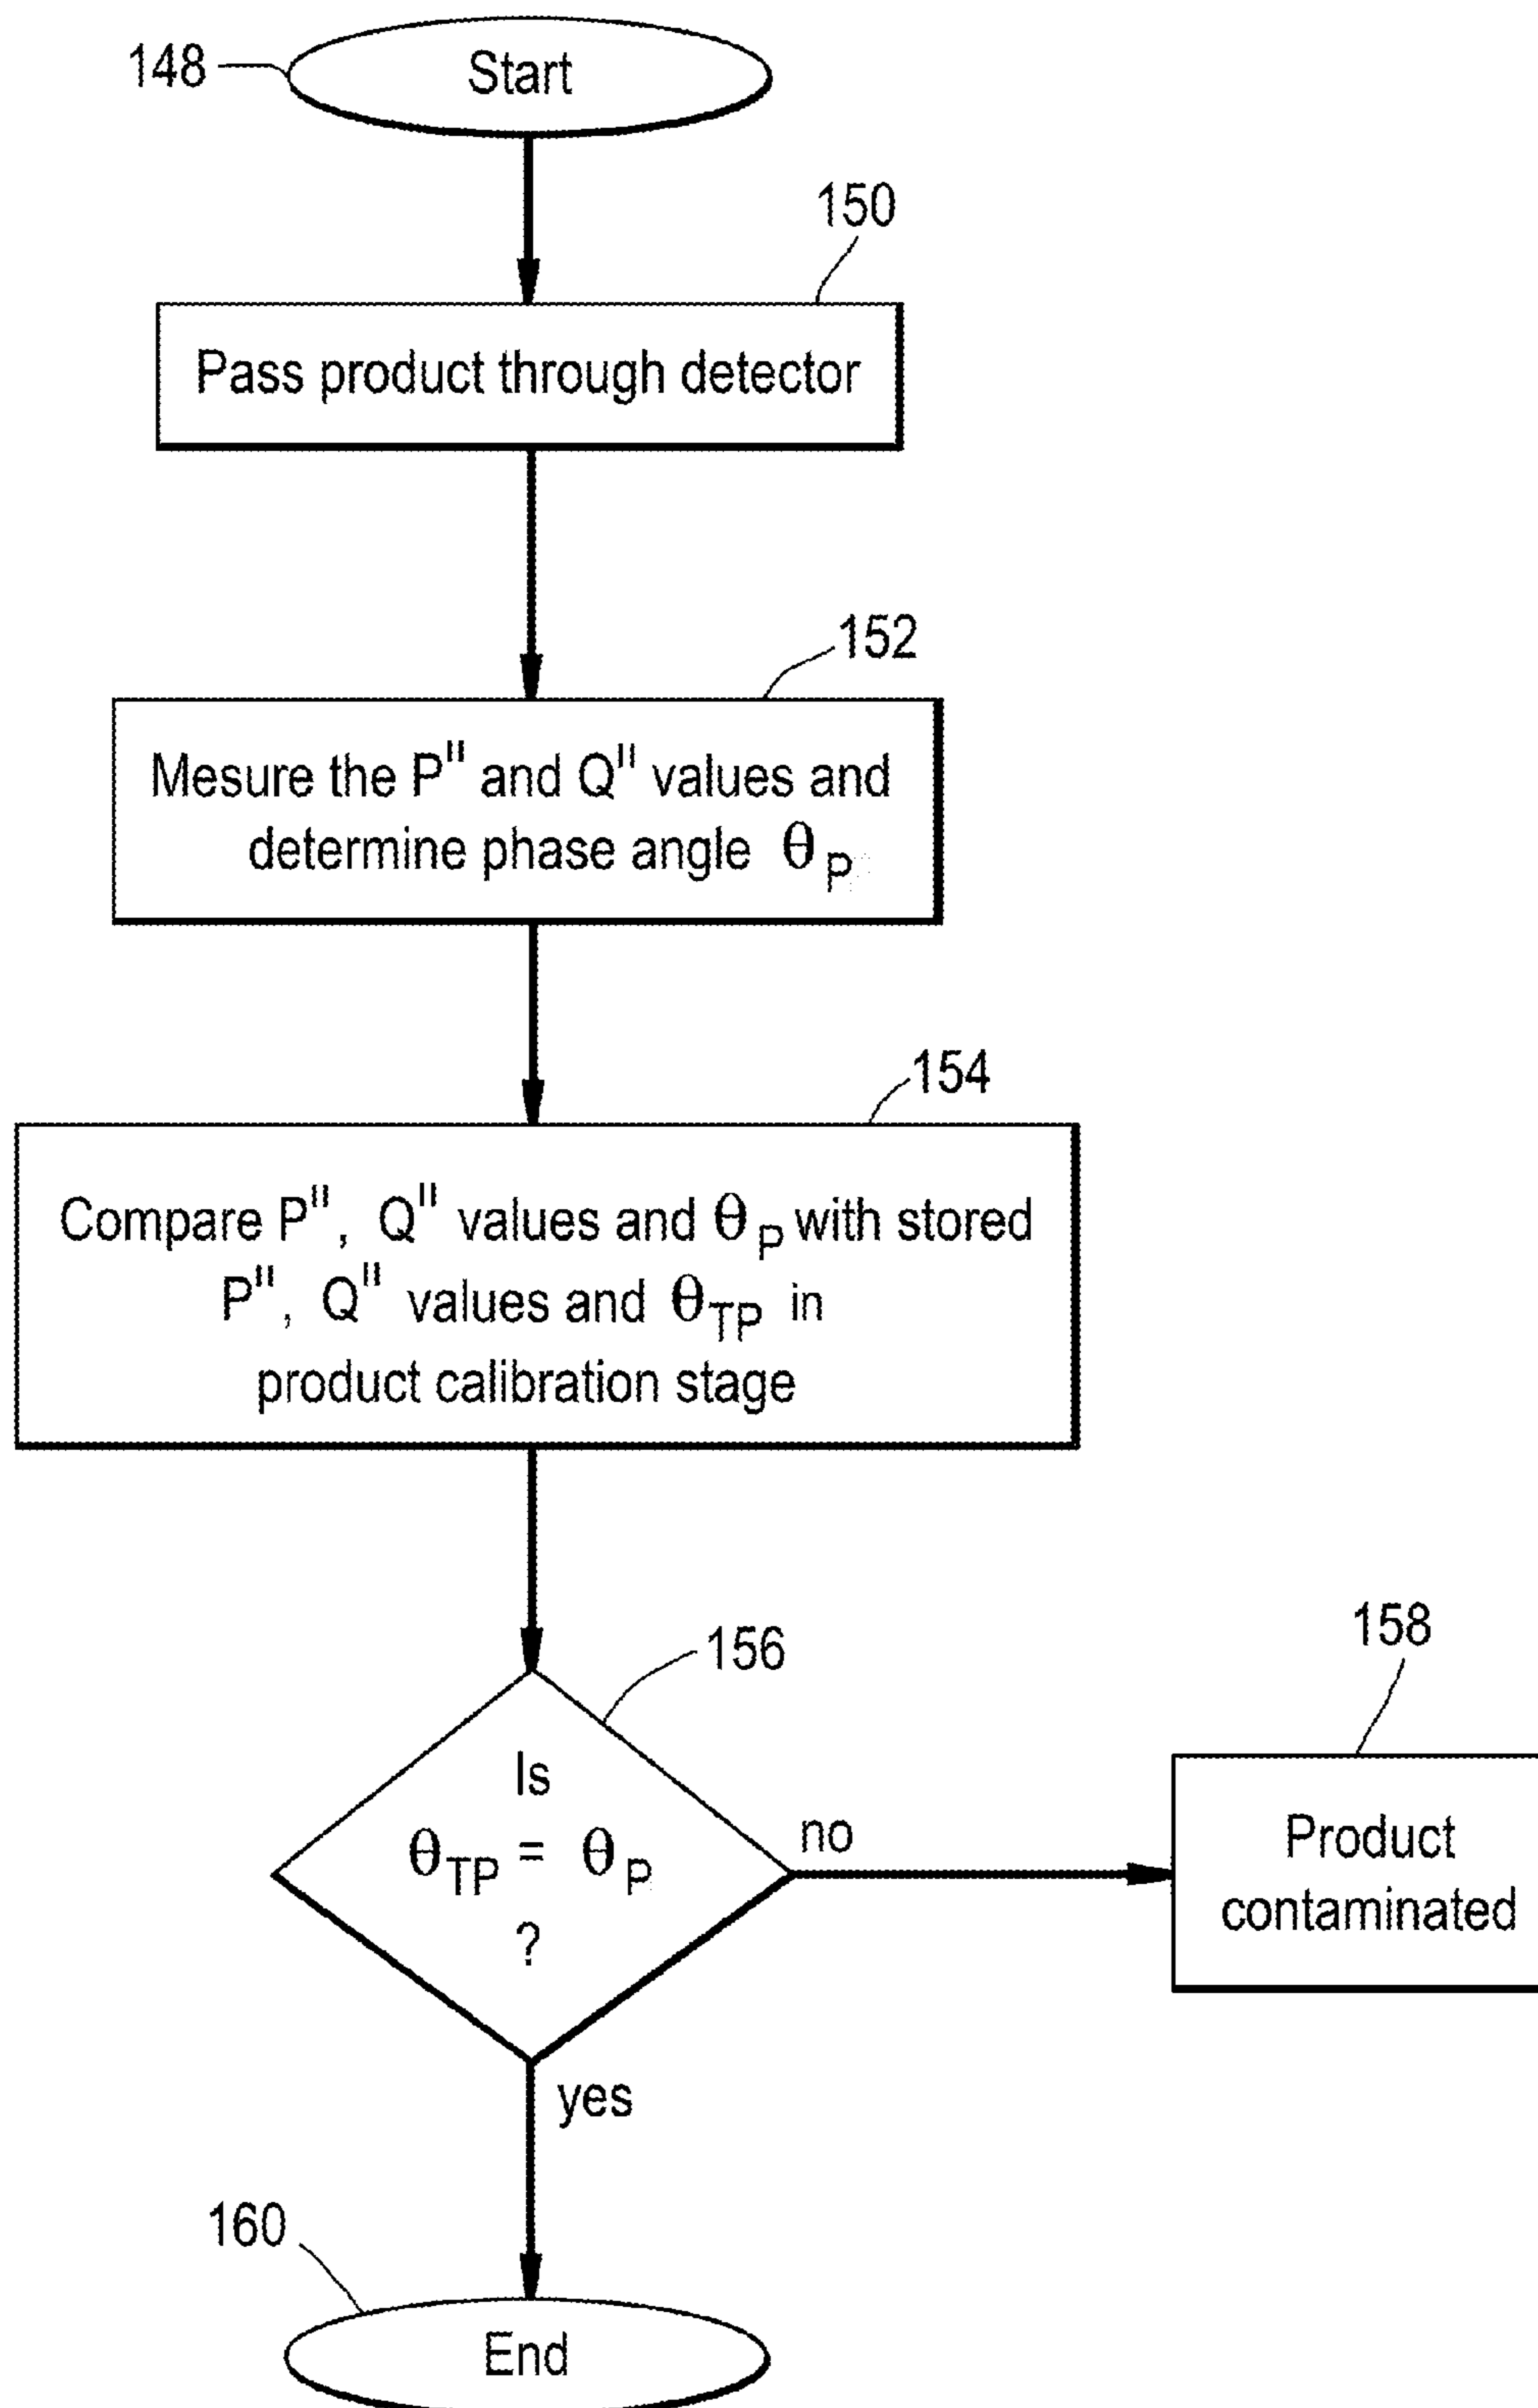 148
Start
150
Pass product through detector
152
Mesure the P" and Q" values and
determine phase angle θP
154
Compare P", Q" values and θP with stored
P", Q" values and θTP in
product calibration stage
156
Is
θTP = θP
?
no
158
Product
contaminated
yes
160
End